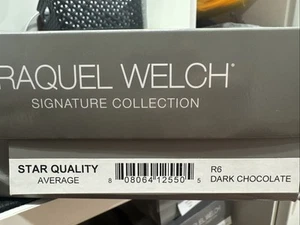 RAQUEL WELCH®
SIGNATURE COLLECTION
STAR QUALITY
AVERAGE
8 08064 12550 5
R6
DARK CHOCOLATE